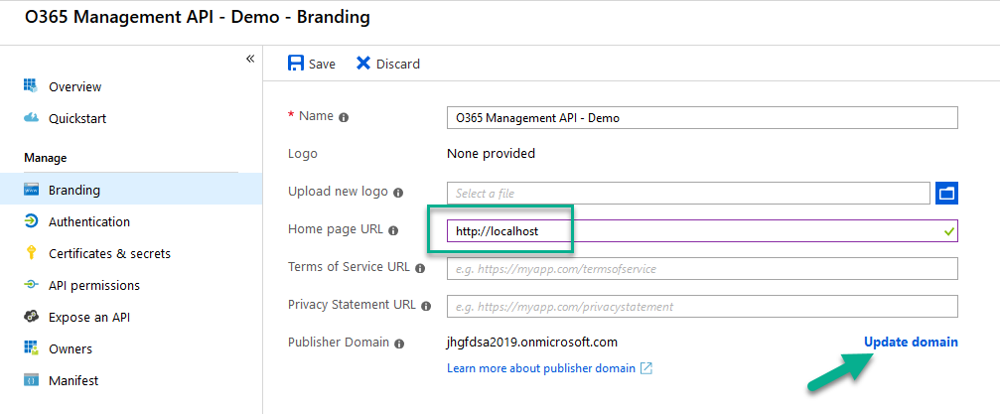 O365 Management API - Demo - Branding
«
Overview
Quickstart
Manage
Branding
Authentication
Certificates & secrets
API permissions
Expose an API
Owners
Manifest
Save Discard
* Name O365 Management API - Demo
Logo None provided
Upload new logo Select a file
Home page URL http://localhost
Terms of Service URL e.g. https://myapp.com/termsofservice
Privacy Statement URL e.g. https://myapp.com/privacystatement
Publisher Domain jhgfdsa2019.onmicrosoft.com Update domain
Learn more about publisher domain